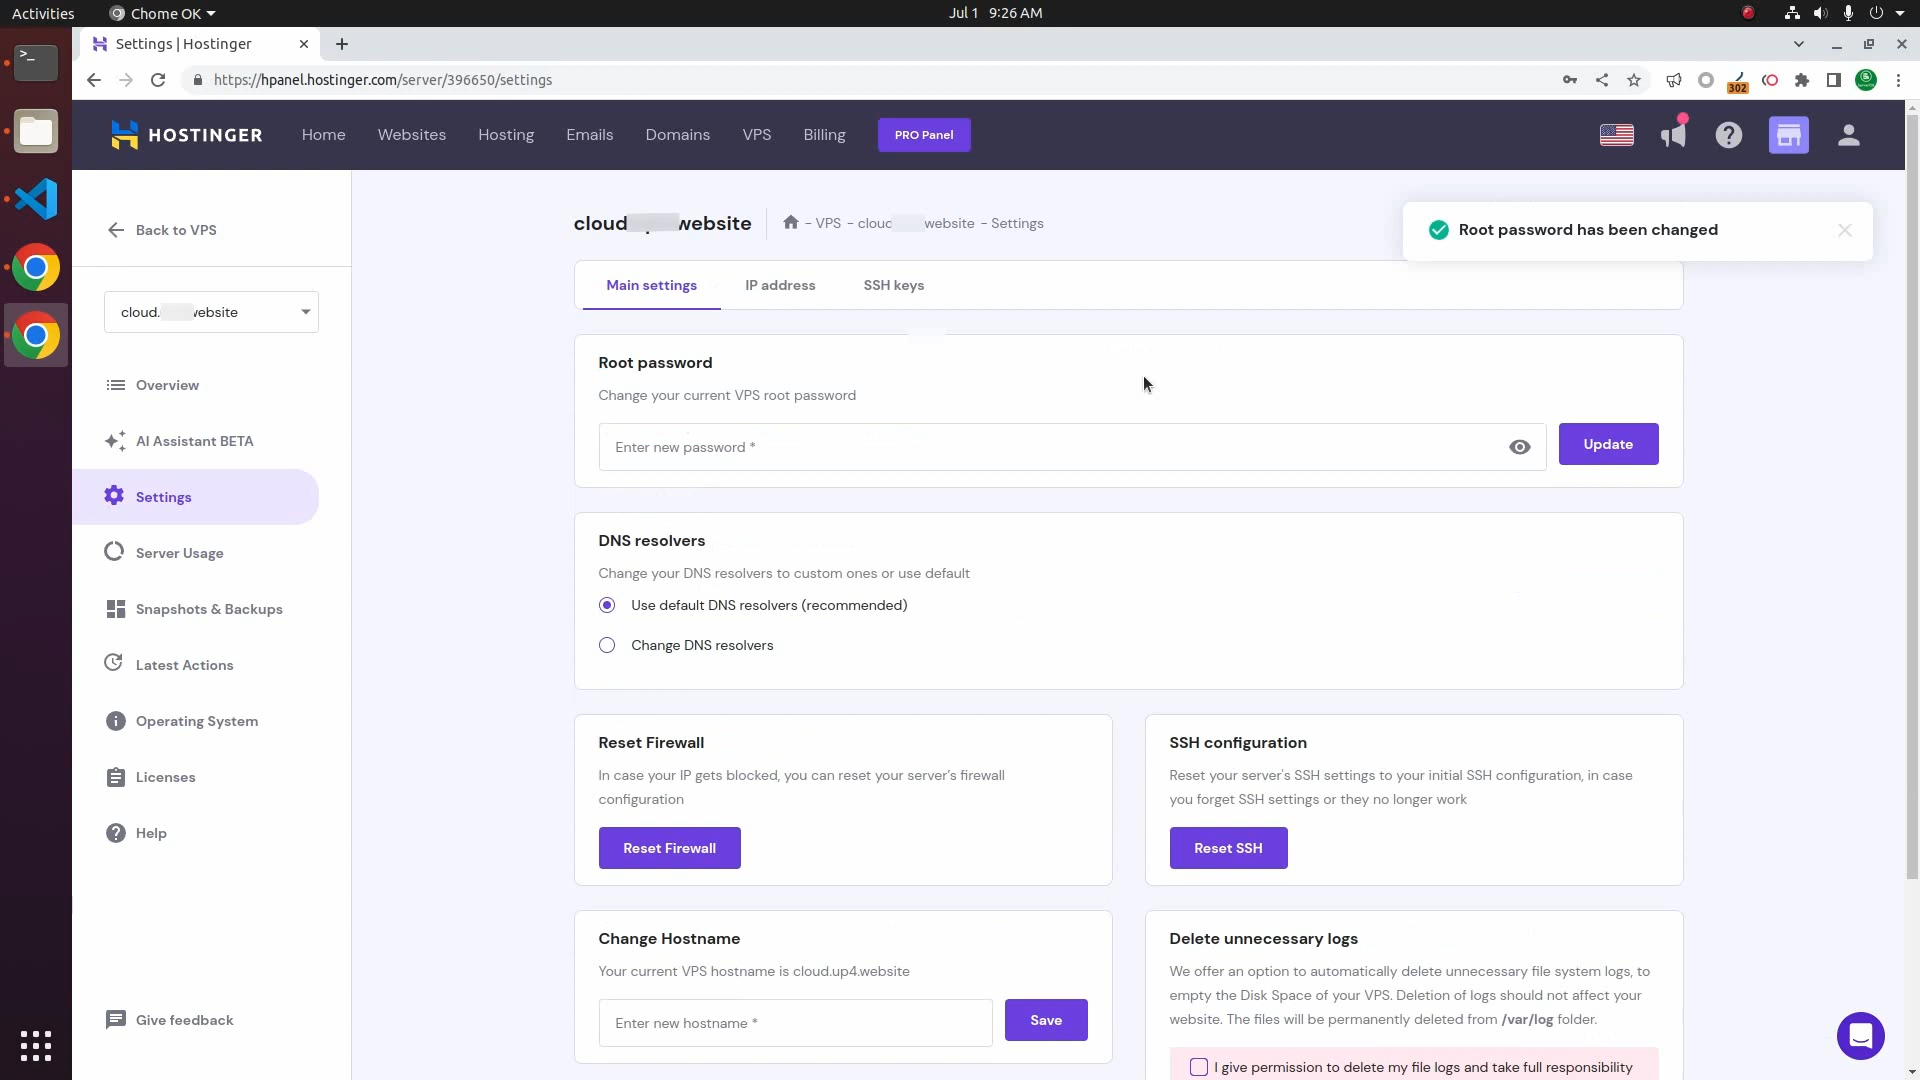 Activities
Chome OK
Jul 1 9:26 AM
Settings | Hostinger
https://hpanel.hostinger.com/server/396650/settings
302
HOSTINGER
Home
Websites
Hosting
Emails
Domains
VPS
Billing
PRO Panel
Back to VPS
cloud website
- VPS - cloud website - Settings
Root password has been changed
Main settings
IP address
SSH keys
cloud. ebsite
Overview
AI Assistant BETA
Settings
Server Usage
Snapshots & Backups
Latest Actions
Operating System
Licenses
Help
Give feedback
Root password
Change your current VPS root password
Enter new password *
Update
DNS resolvers
Change your DNS resolvers to custom ones or use default
Use default DNS resolvers (recommended)
Change DNS resolvers
Reset Firewall
In case your IP gets blocked, you can reset your server's firewall
configuration
Reset Firewall
SSH configuration
Reset your server's SSH settings to your initial SSH configuration, in case
you forget SSH settings or they no longer work
Reset SSH
Change Hostname
Your current VPS hostname is cloud.up4.website
Enter new hostname *
Save
Delete unnecessary logs
We offer an option to automatically delete unnecessary file system logs, to
empty the Disk Space of your VPS. Deletion of logs should not affect your
website. The files will be permanently deleted from /var/log folder.
I give permission to delete my file logs and take full responsibility